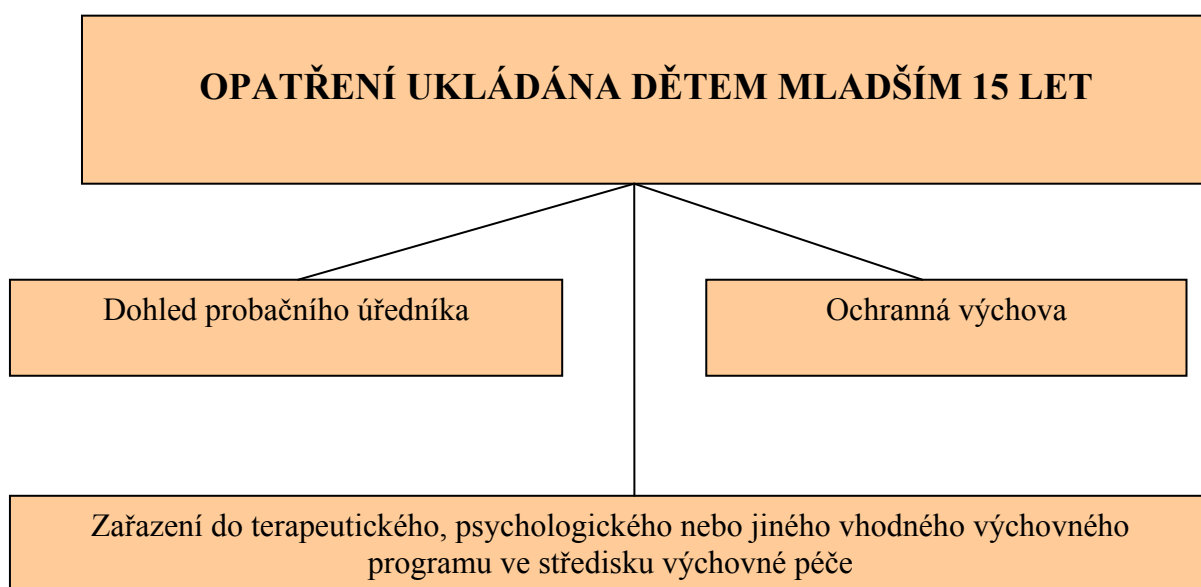 OPATŘENÍ UKLÁDÁNA DĚTEM MLADŠÍM 15 LET
Dohled probačního úředníka
Ochranná výchova
Zařazení do terapeutického, psychologického nebo jiného vhodného výchovného
programu ve středisku výchovné péče